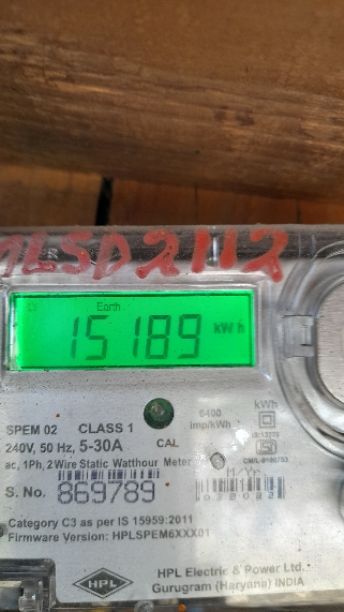 Earth
15189 kWh
SPEM 02 CLASS 1
240V, 50 Hz, 5-30A CAL
6400
imp/kWh
kWh
ac, 1Ph, 2Wire Static Watthour Meter
M/Yr
S. No. 869789
Category C3 as per IS 15959:2011
Firmware Version: HPLSPEM6XXX01
HPL
HPL Electric & Power Ltd.
Gurugram (Haryana) INDIA